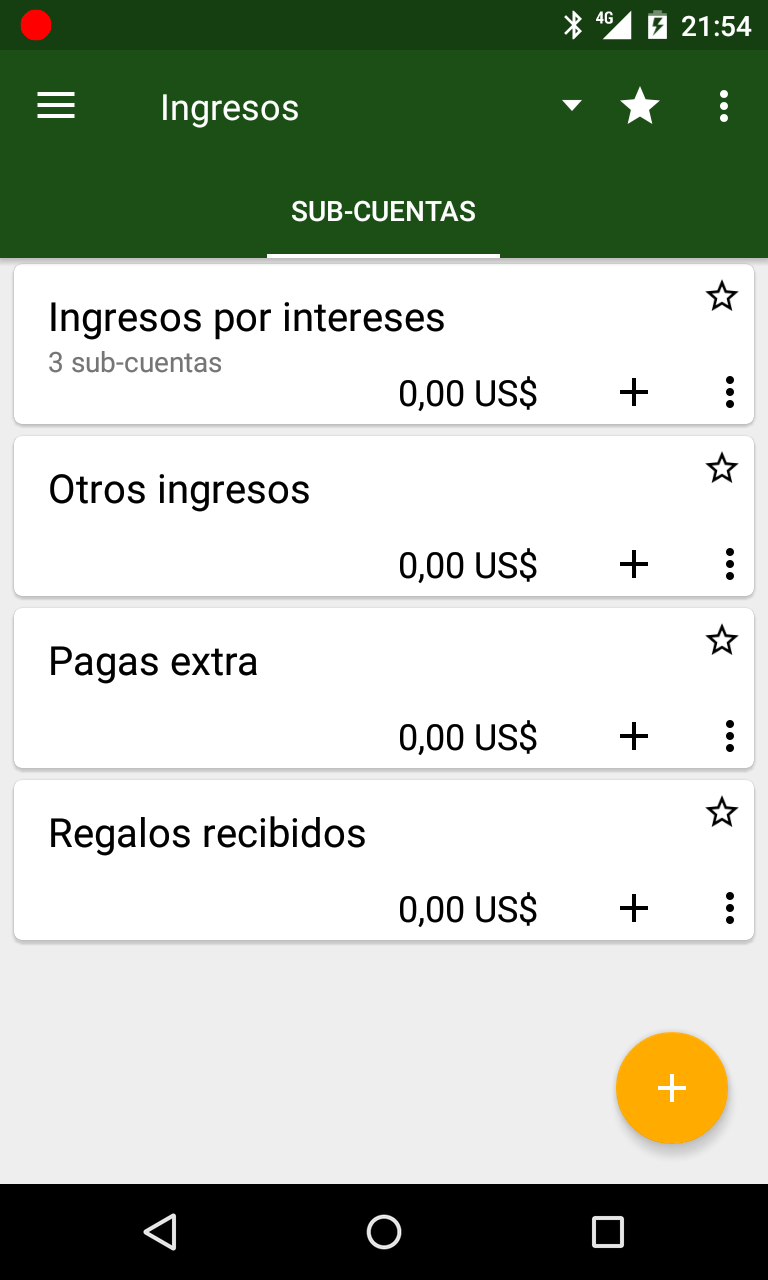 4G 21:54
Ingresos
SUB-CUENTAS
Ingresos por intereses
3 sub-cuentas
0,00 US$
Otros ingresos
0,00 US$
Pagas extra
0,00 US$
Regalos recibidos
0,00 US$